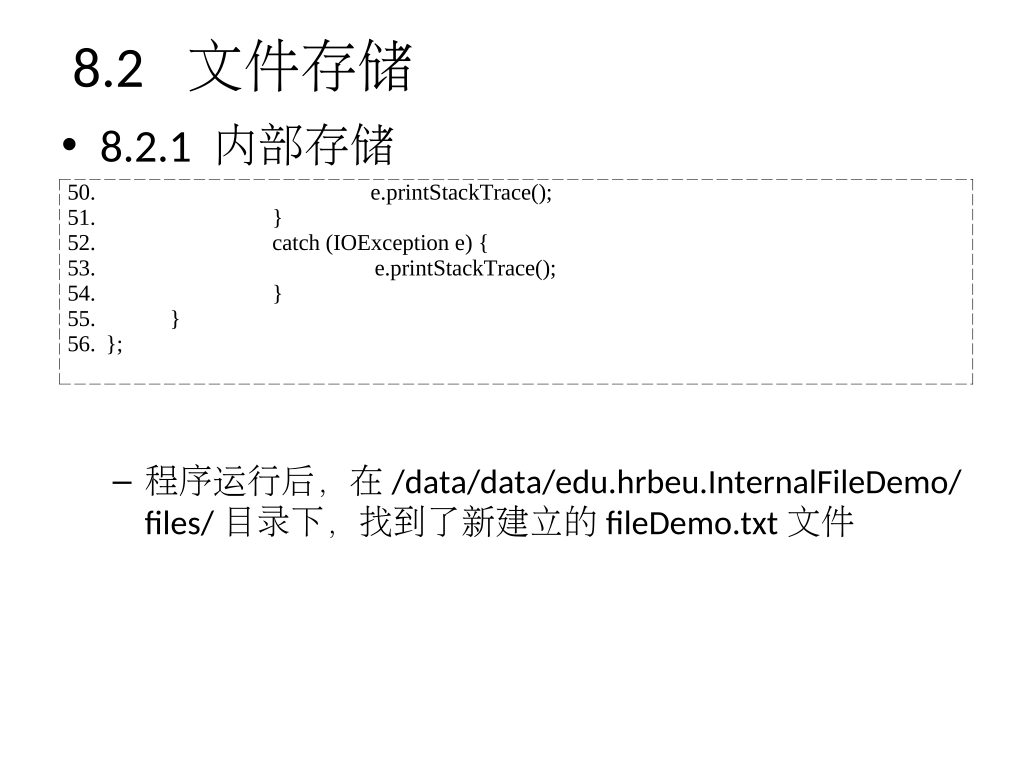 8.2 文件存储
• 8.2.1 内部存储
50. e.printStackTrace();
51. }
52. catch (IOException e) {
53. e.printStackTrace();
54. }
55. }
56. };
– 程序运行后，在 /data/data/edu.hrbeu.InternalFileDemo/
files/ 目录下，找到了新建立的 fileDemo.txt 文件